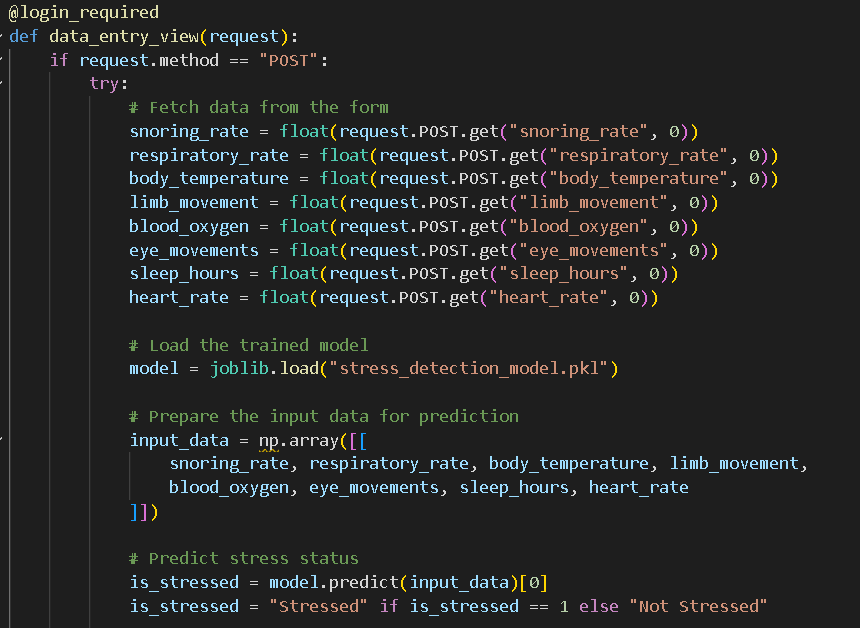 @login_required
def data_entry_view(request):
    if request.method == "POST":
        try:
            # Fetch data from the form
            snoring_rate = float(request.POST.get("snoring_rate", 0))
            respiratory_rate = float(request.POST.get("respiratory_rate", 0))
            body_temperature = float(request.POST.get("body_temperature", 0))
            limb_movement = float(request.POST.get("limb_movement", 0))
            blood_oxygen = float(request.POST.get("blood_oxygen", 0))
            eye_movements = float(request.POST.get("eye_movements", 0))
            sleep_hours = float(request.POST.get("sleep_hours", 0))
            heart_rate = float(request.POST.get("heart_rate", 0))

            # Load the trained model
            model = joblib.load("stress_detection_model.pkl")

            # Prepare the input data for prediction
            input_data = np.array([[
                snoring_rate, respiratory_rate, body_temperature, limb_movement,
                blood_oxygen, eye_movements, sleep_hours, heart_rate
            ]])

            # Predict stress status
            is_stressed = model.predict(input_data)[0]
            is_stressed = "Stressed" if is_stressed == 1 else "Not Stressed"